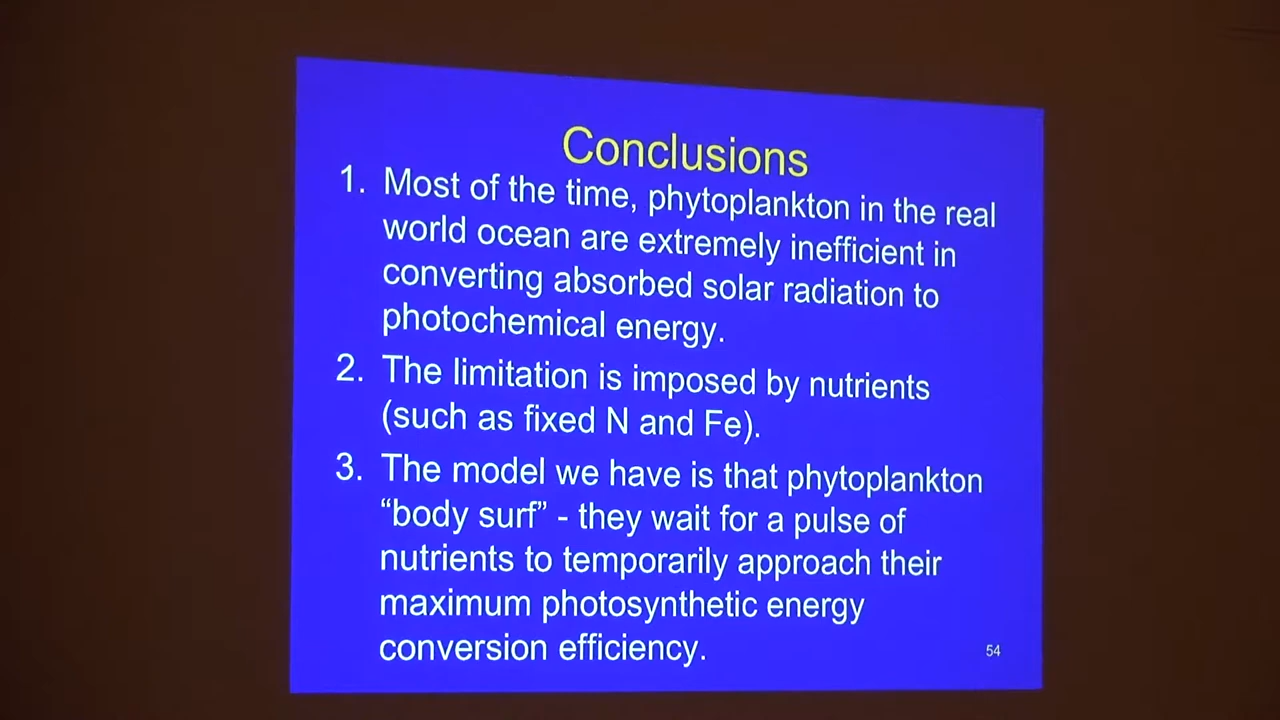 Conclusions
1. Most of the time, phytoplankton in the real
world ocean are extremely inefficient in
converting absorbed solar radiation to
photochemical energy.
2. The limitation is imposed by nutrients
(such as fixed N and Fe).
3. The model we have is that phytoplankton
“body surf” - they wait for a pulse of
nutrients to temporarily approach their
maximum photosynthetic energy
conversion efficiency.
54